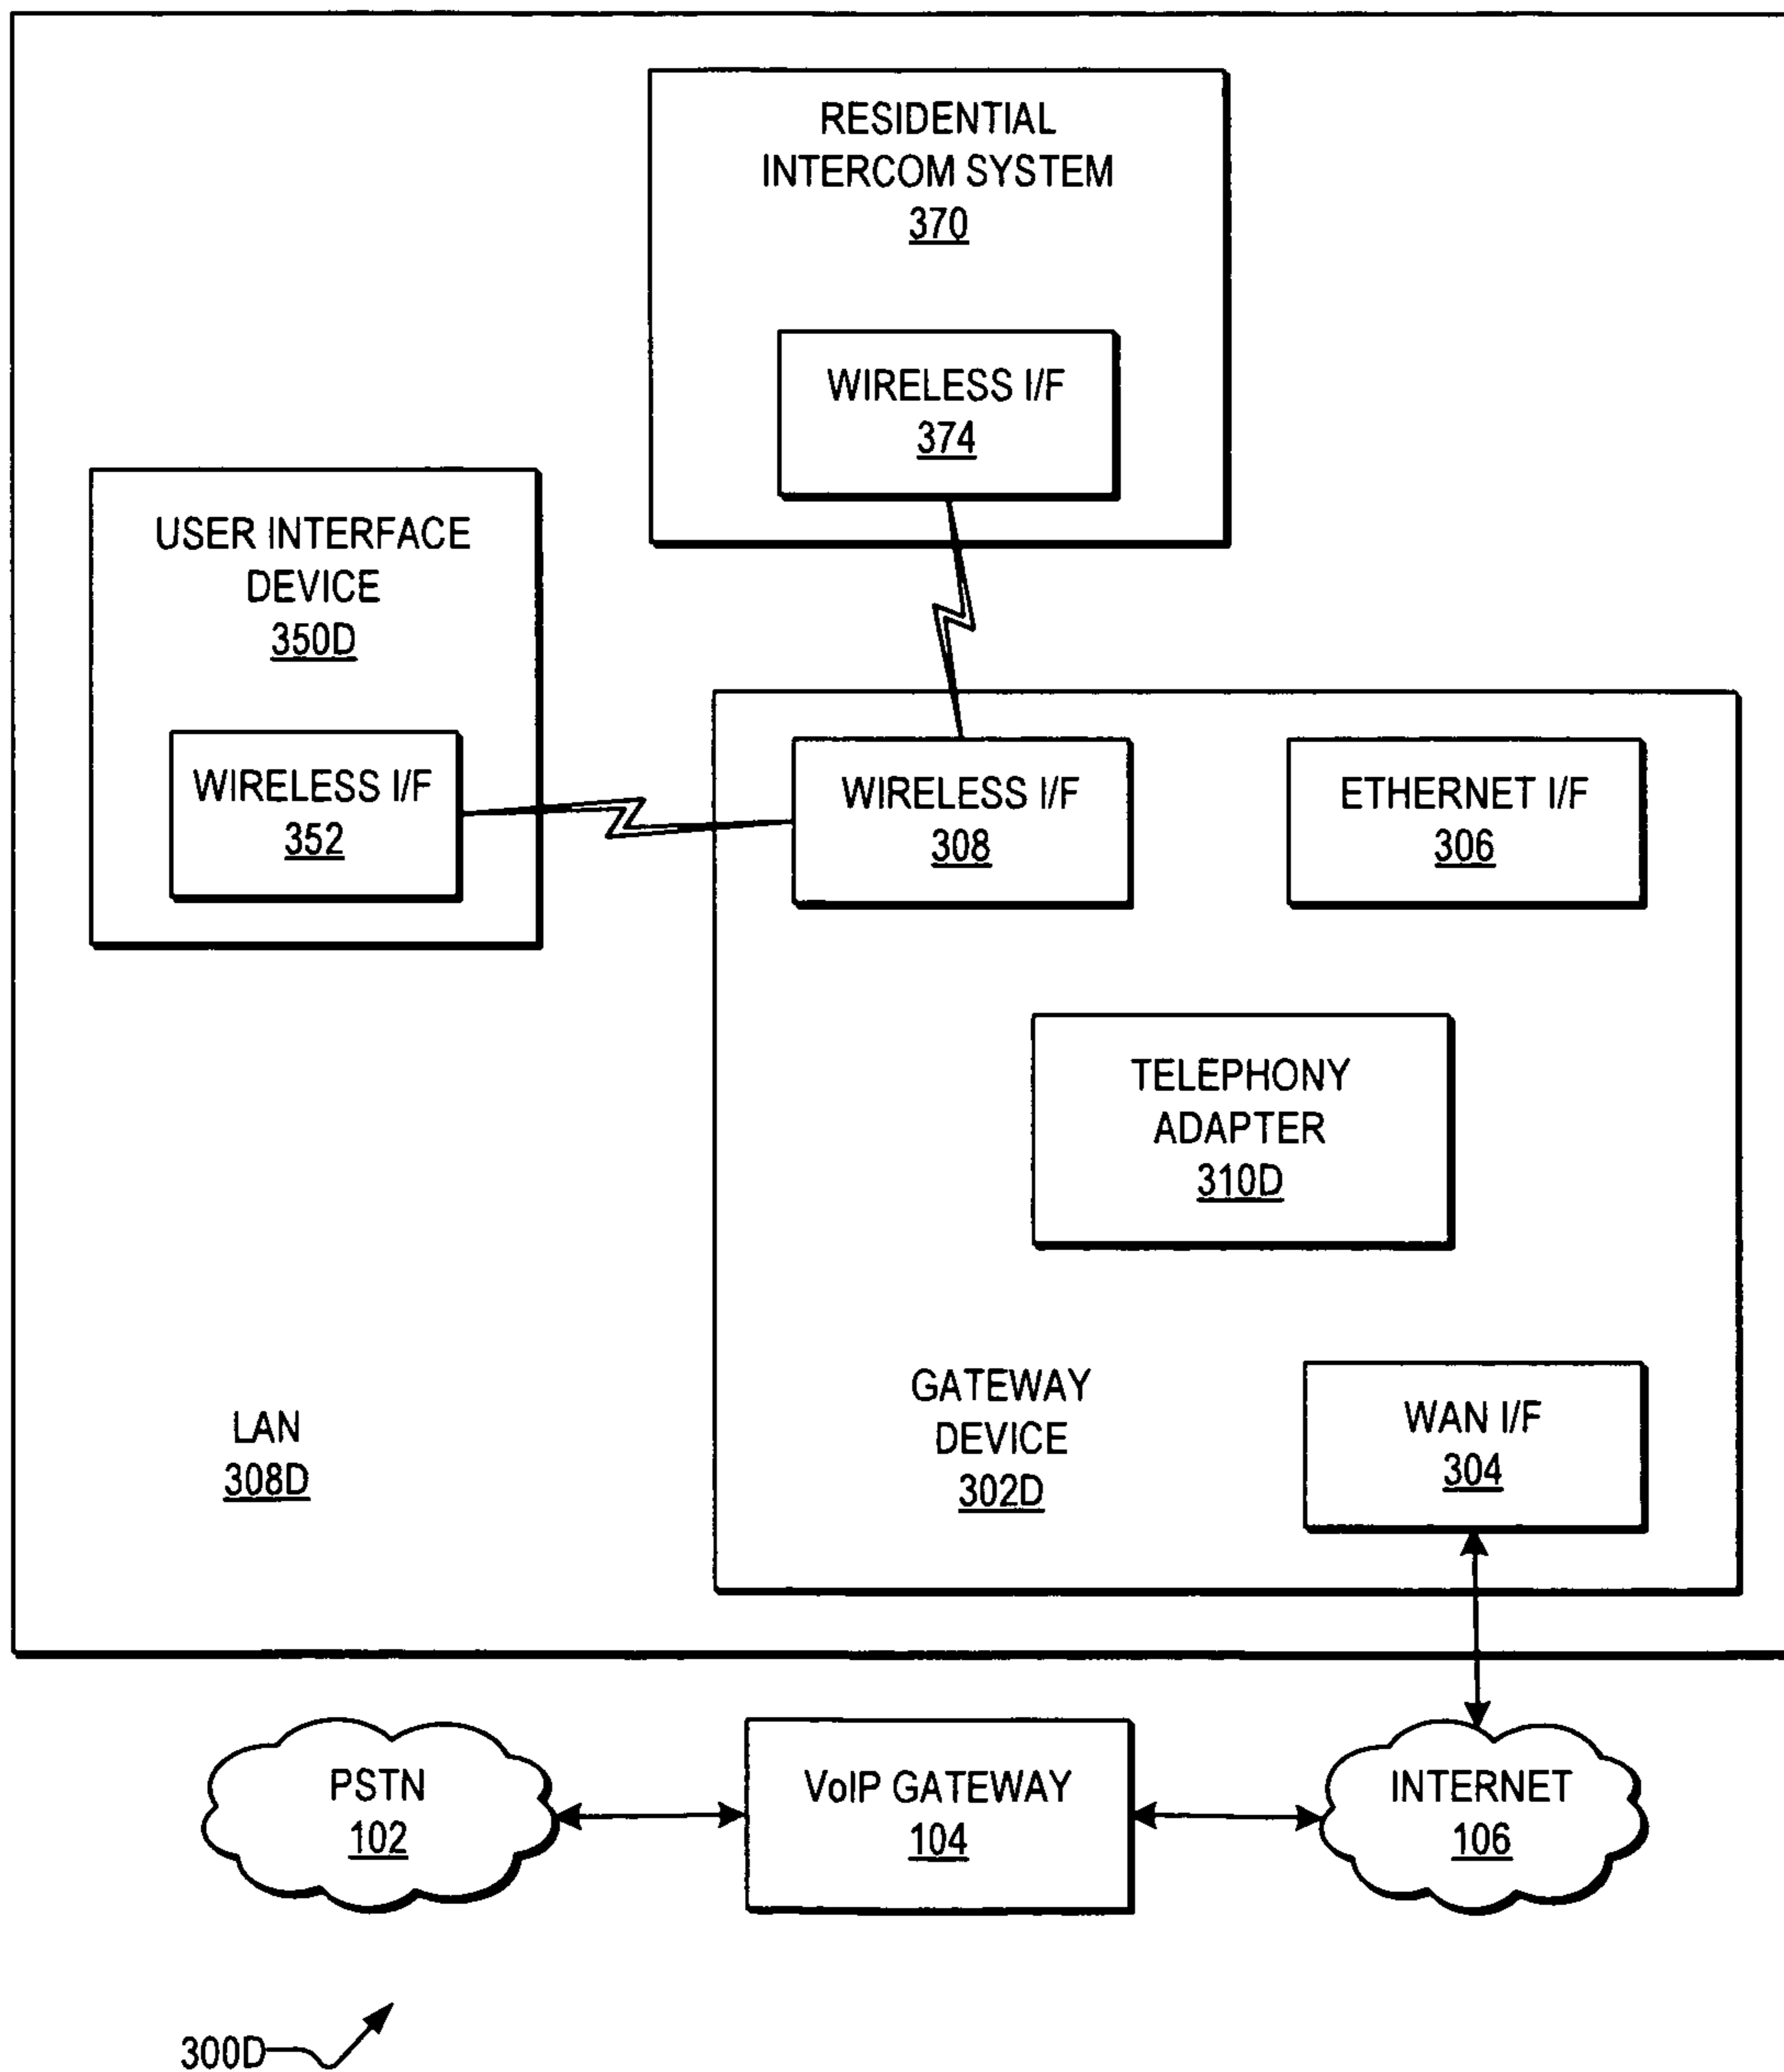 RESIDENTIAL
INTERCOM SYSTEM
370
WIRELESS I/F
374
USER INTERFACE
DEVICE
350D
WIRELESS I/F
352
WIRELESS I/F
308
ETHERNET I/F
306
TELEPHONY
ADAPTER
310D
GATEWAY
DEVICE
302D
WAN I/F
304
LAN
308D
PSTN
102
VoIP GATEWAY
104
INTERNET
106
300D